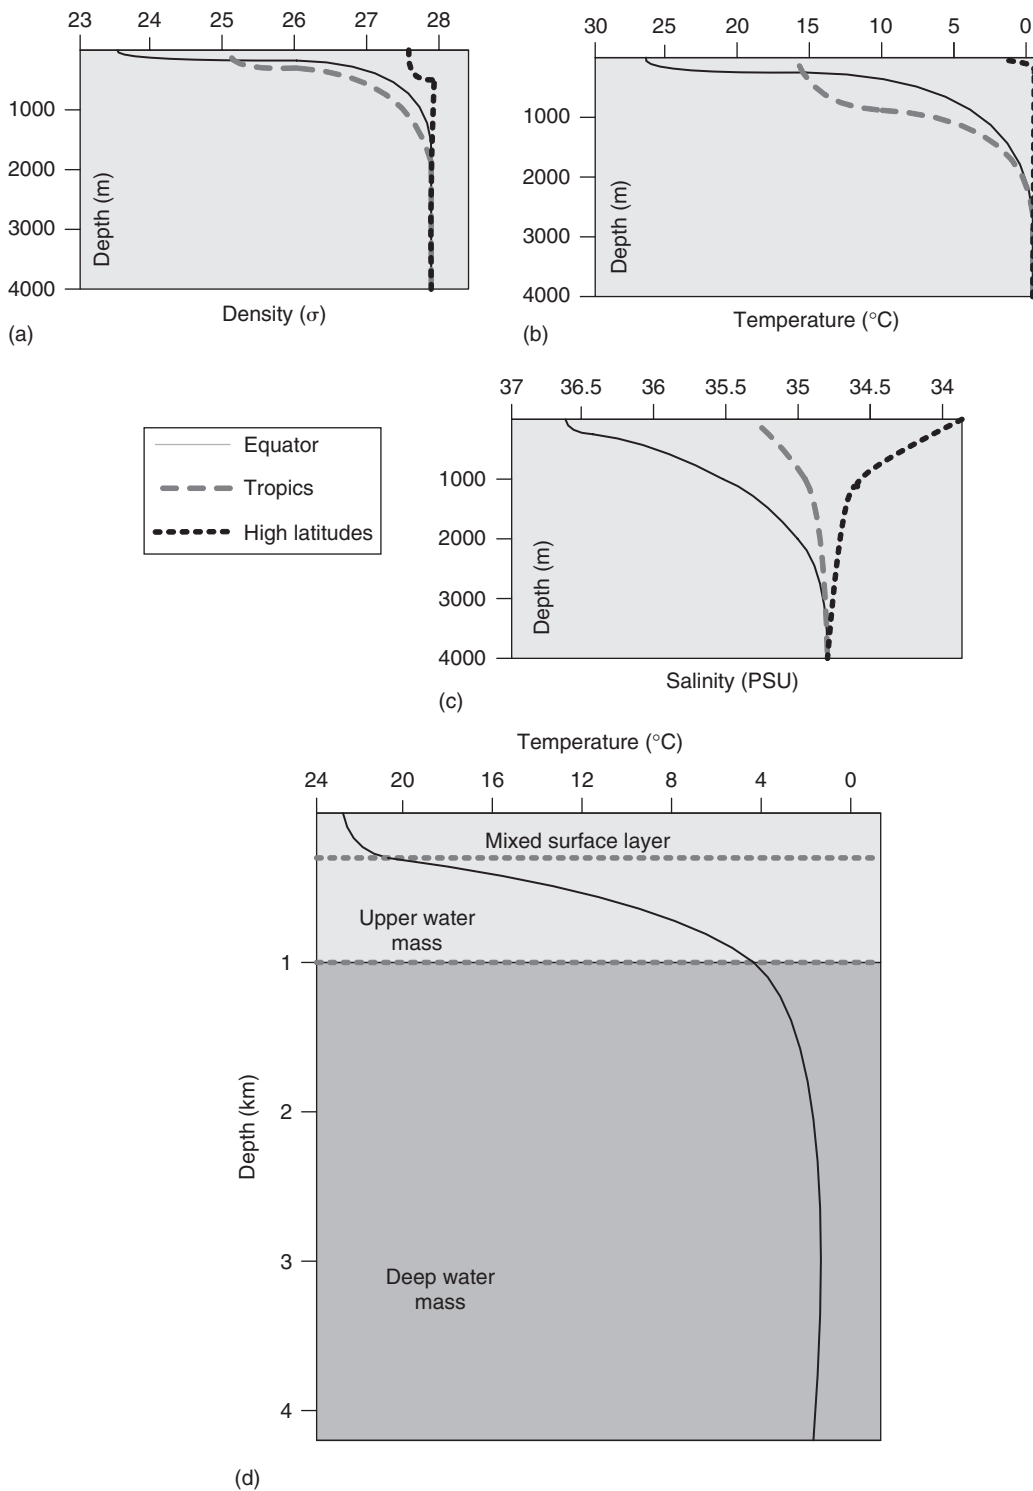 23 24 25 26 27 28
1000
2000
3000
4000
Depth (m)
Density (σ)
(a)
30 25 20 15 10 5 0
1000
2000
3000
4000
Depth (m)
Temperature (°C)
(b)
Equator
Tropics
High latitudes
37 36.5 36 35.5 35 34.5 34
1000
2000
3000
4000
Depth (m)
Salinity (PSU)
(c)
Temperature (°C)
24 20 16 12 8 4 0
Mixed surface layer
Upper water
mass
1
Depth (km)
2
3
Deep water
mass
4
(d)